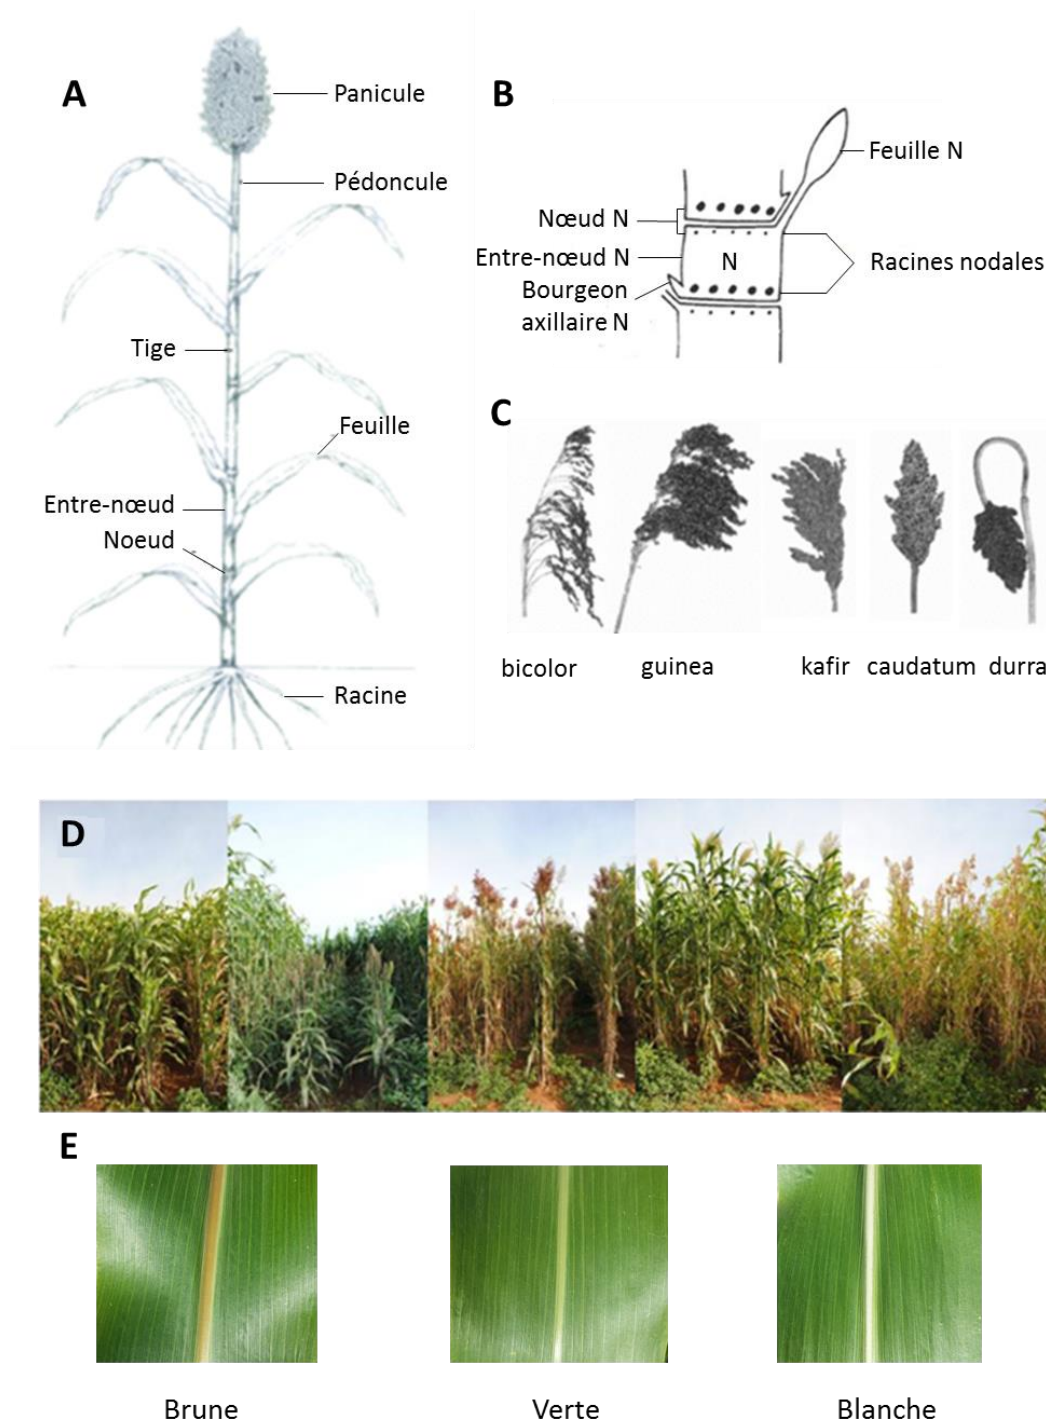 A
Panicule
Pédoncule
Tige
Feuille
Entre-nœud
Noeud
Racine
B
Feuille N
Nœud N
Entre-nœud N
N
Racines nodales
Bourgeon
axillaire N
C
bicolor
guinea
kafir
caudatum
durra
D
E
Brune
Verte
Blanche